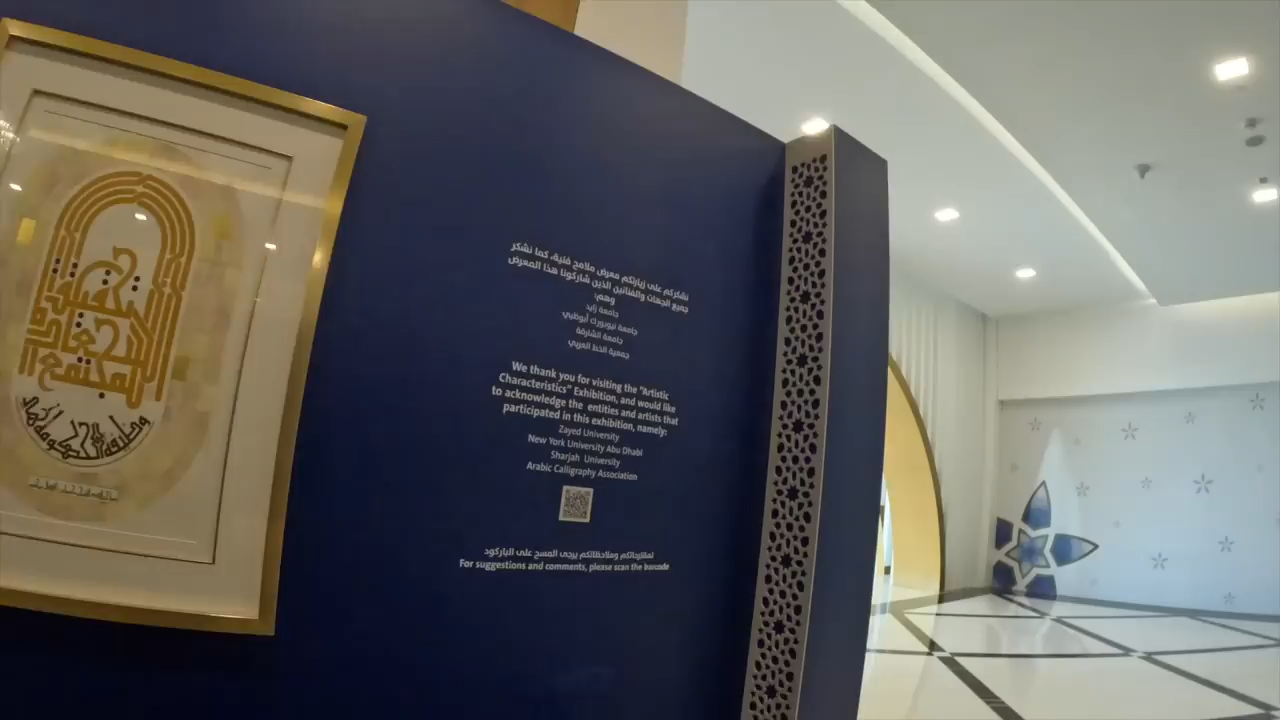 نشكركم على زيارتكم معرض ملامح فنية، كما نشكر
جميع الجهات والفنانين الذين شاركونا هذا المعرض
وهم:
جامعة زايد
جامعة نيويورك أبوظبي
جامعة الشارقة
جمعية الخط العربي
We thank you for visiting the "Artistic
Characteristics" Exhibition, and would like
to acknowledge the entities and artists that
participated in this exhibition, namely:
Zayed University
New York University Abu Dhabi
Sharjah University
Arabic Calligraphy Association
لمقترحاتكم وملاحظاتكم يرجى المسح على الباركود
For suggestions and comments, please scan the barcode